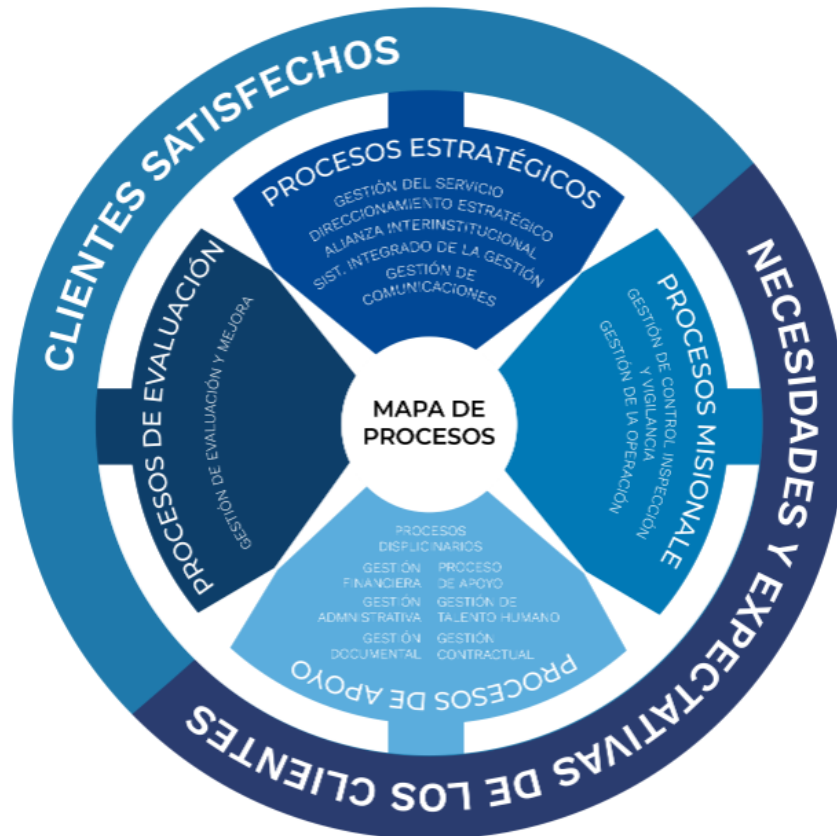 CLIENTES SATISFECHOS
NECESIDADES Y EXPECTATIVAS DE LOS CLIENTES
PROCESOS ESTRATÉGICOS
GESTIÓN DEL SERVICIO
DIRECCIONAMIENTO ESTRATÉGICO
ALIANZA INTERINSTITUCIONAL
SIST. INTEGRADO DE LA GESTIÓN
GESTIÓN DE
COMUNICACIONES
PROCESOS MISIONALE
GESTIÓN DE CONTROL INSPECCIÓN
Y VIGILANCIA
GESTIÓN DE LA OPERACIÓN
MAPA DE
PROCESOS
PROCESOS DE EVALUACIÓN
GESTIÓN DE EVALUACIÓN Y MEJORA
PROCESOS
DISPLICINARIOS
GESTIÓN
FINANCIERA
PROCESO
DE APOYO
GESTIÓN
ADMNISTRATIVA
GESTIÓN DE
TALENTO HUMANO
GESTIÓN
DOCUMENTAL
GESTIÓN
CONTRACTUAL
PROCESOS DE APOYO